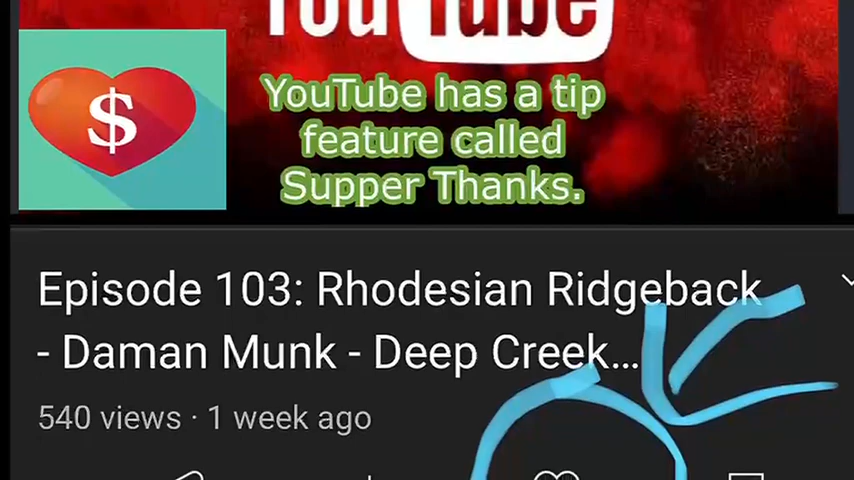 YouTube
$
YouTube has a tip
feature called
Supper Thanks.
Episode 103: Rhodesian Ridgeback
- Daman Munk - Deep Creek...
540 views · 1 week ago